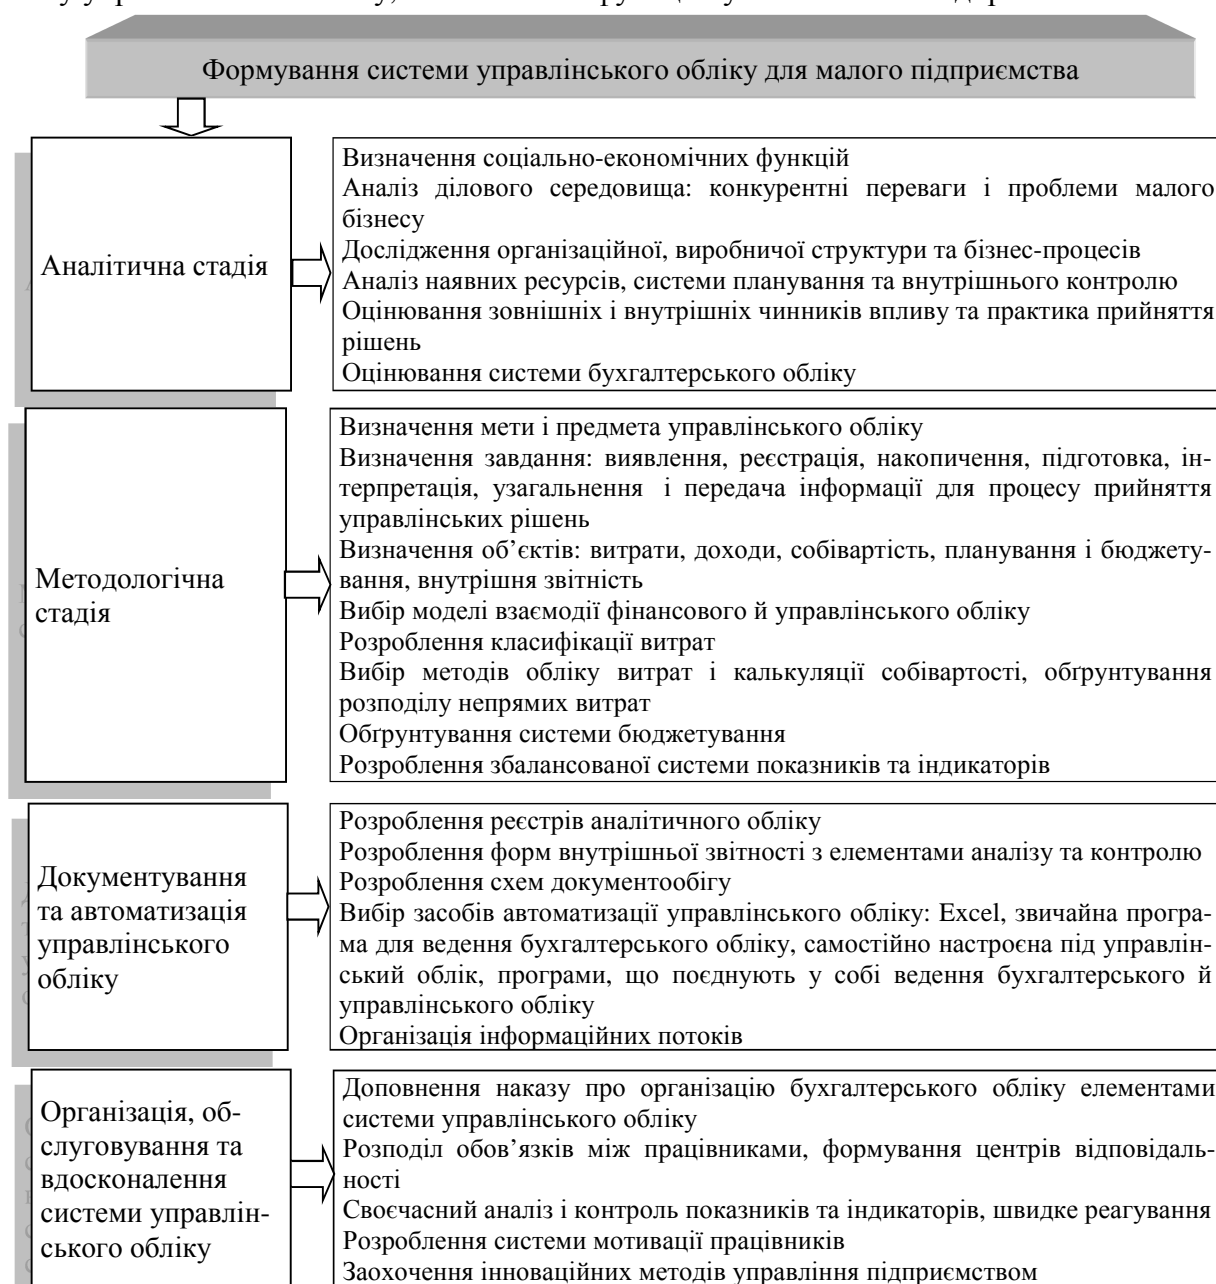 Формування системи управлінського обліку для малого підприємства
Аналітична стадія
Визначення соціально-економічних функцій
Аналіз ділового середовища: конкурентні переваги і проблеми малого
бізнесу
Дослідження організаційної, виробничої структури та бізнес-процесів
Аналіз наявних ресурсів, системи планування та внутрішнього контролю
Оцінювання зовнішніх і внутрішніх чинників впливу та практика прийняття
рішень
Оцінювання системи бухгалтерського обліку
Методологічна
стадія
Визначення мети і предмета управлінського обліку
Визначення завдання: виявлення, реєстрація, накопичення, підготовка, ін-
терпретація, узагальнення і передача інформації для процесу прийняття
управлінських рішень
Визначення об’єктів: витрати, доходи, собівартість, планування і бюджету-
вання, внутрішня звітність
Вибір моделі взаємодії фінансового й управлінського обліку
Розроблення класифікації витрат
Вибір методів обліку витрат і калькуляції собівартості, обґрунтування
розподілу непрямих витрат
Обґрунтування системи бюджетування
Розроблення збалансованої системи показників та індикаторів
Документування
та автоматизація
управлінського
обліку
Розроблення реєстрів аналітичного обліку
Розроблення форм внутрішньої звітності з елементами аналізу та контролю
Розроблення схем документообігу
Вибір засобів автоматизації управлінського обліку: Excel, звичайна програ-
ма для ведення бухгалтерського обліку, самостійно настроєна під управлін-
ський облік, програми, що поєднують у собі ведення бухгалтерського й
управлінського обліку
Організація інформаційних потоків
Організація, об-
слуговування та
вдосконалення
системи управлін-
ського обліку
Доповнення наказу про організацію бухгалтерського обліку елементами
системи управлінського обліку
Розподіл обов’язків між працівниками, формування центрів відповідаль-
ності
Своєчасний аналіз і контроль показників та індикаторів, швидке реагування
Розроблення системи мотивації працівників
Заохочення інноваційних методів управління підприємством